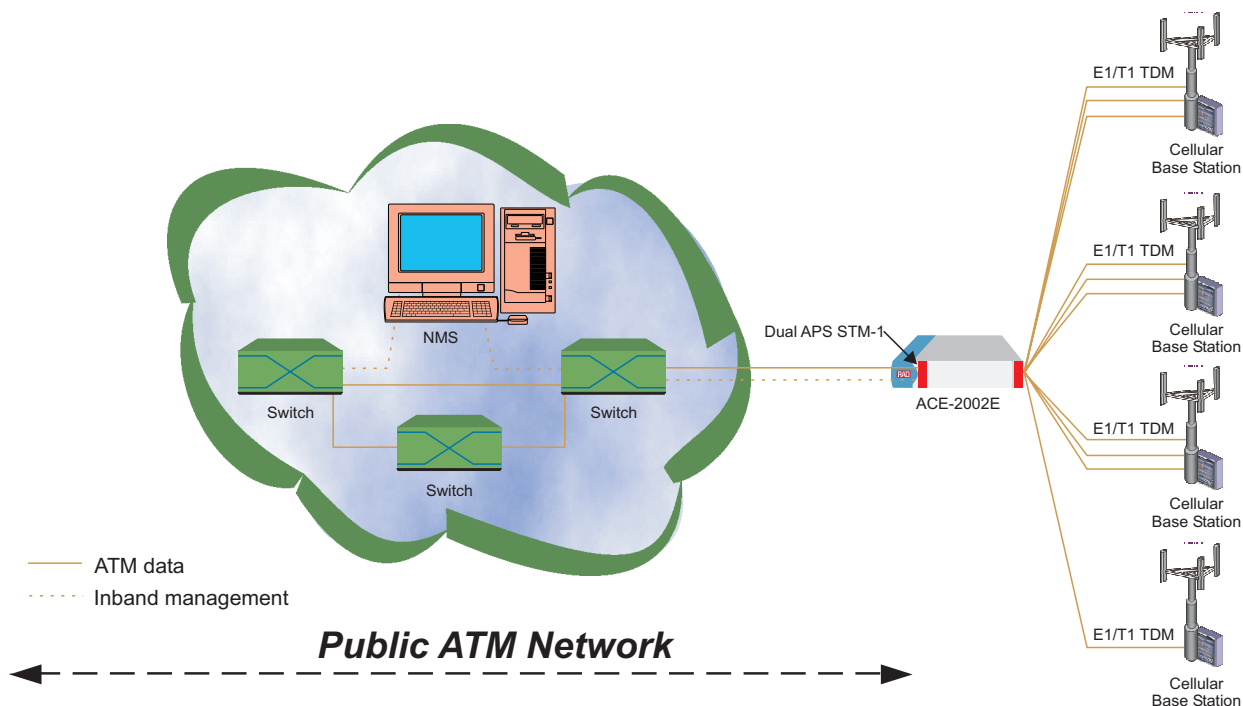 E1/T1 TDM
Cellular
Base Station
E1/T1 TDM
Cellular
Base Station
NMS
Dual APS STM-1
RAD
Switch
Switch
ACE-2002E
Switch
E1/T1 TDM
Cellular
Base Station
ATM data
Inband management
Public ATM Network
E1/T1 TDM
Cellular
Base Station